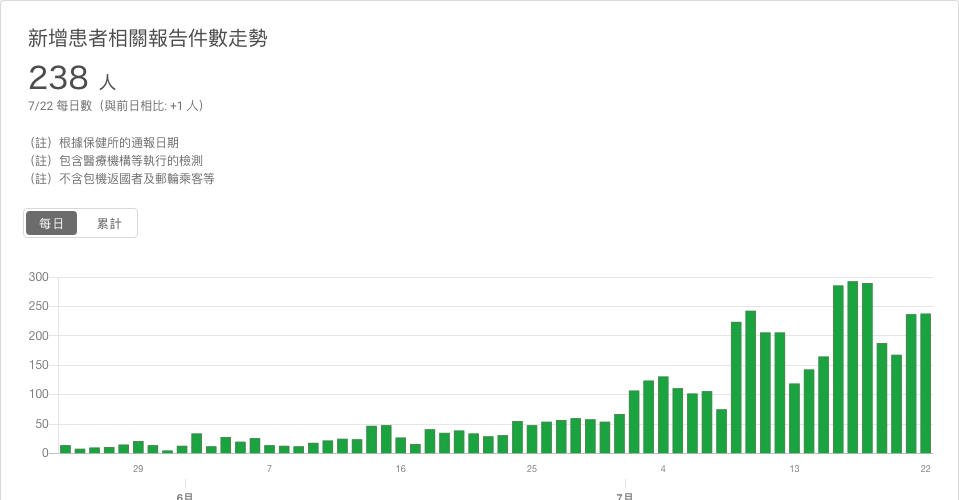 新增患者相關報告件數走勢
238 人
7/22 每日數（與前日相比: +1 人）
（註）根據保健所的通報日期
（註）包含醫療機構等執行的檢測
（註）不含包機返國者及郵輪乘客等
每日 累計
300
250
200
150
100
50
0
29 7 16 25 4 13 22
6月 7月